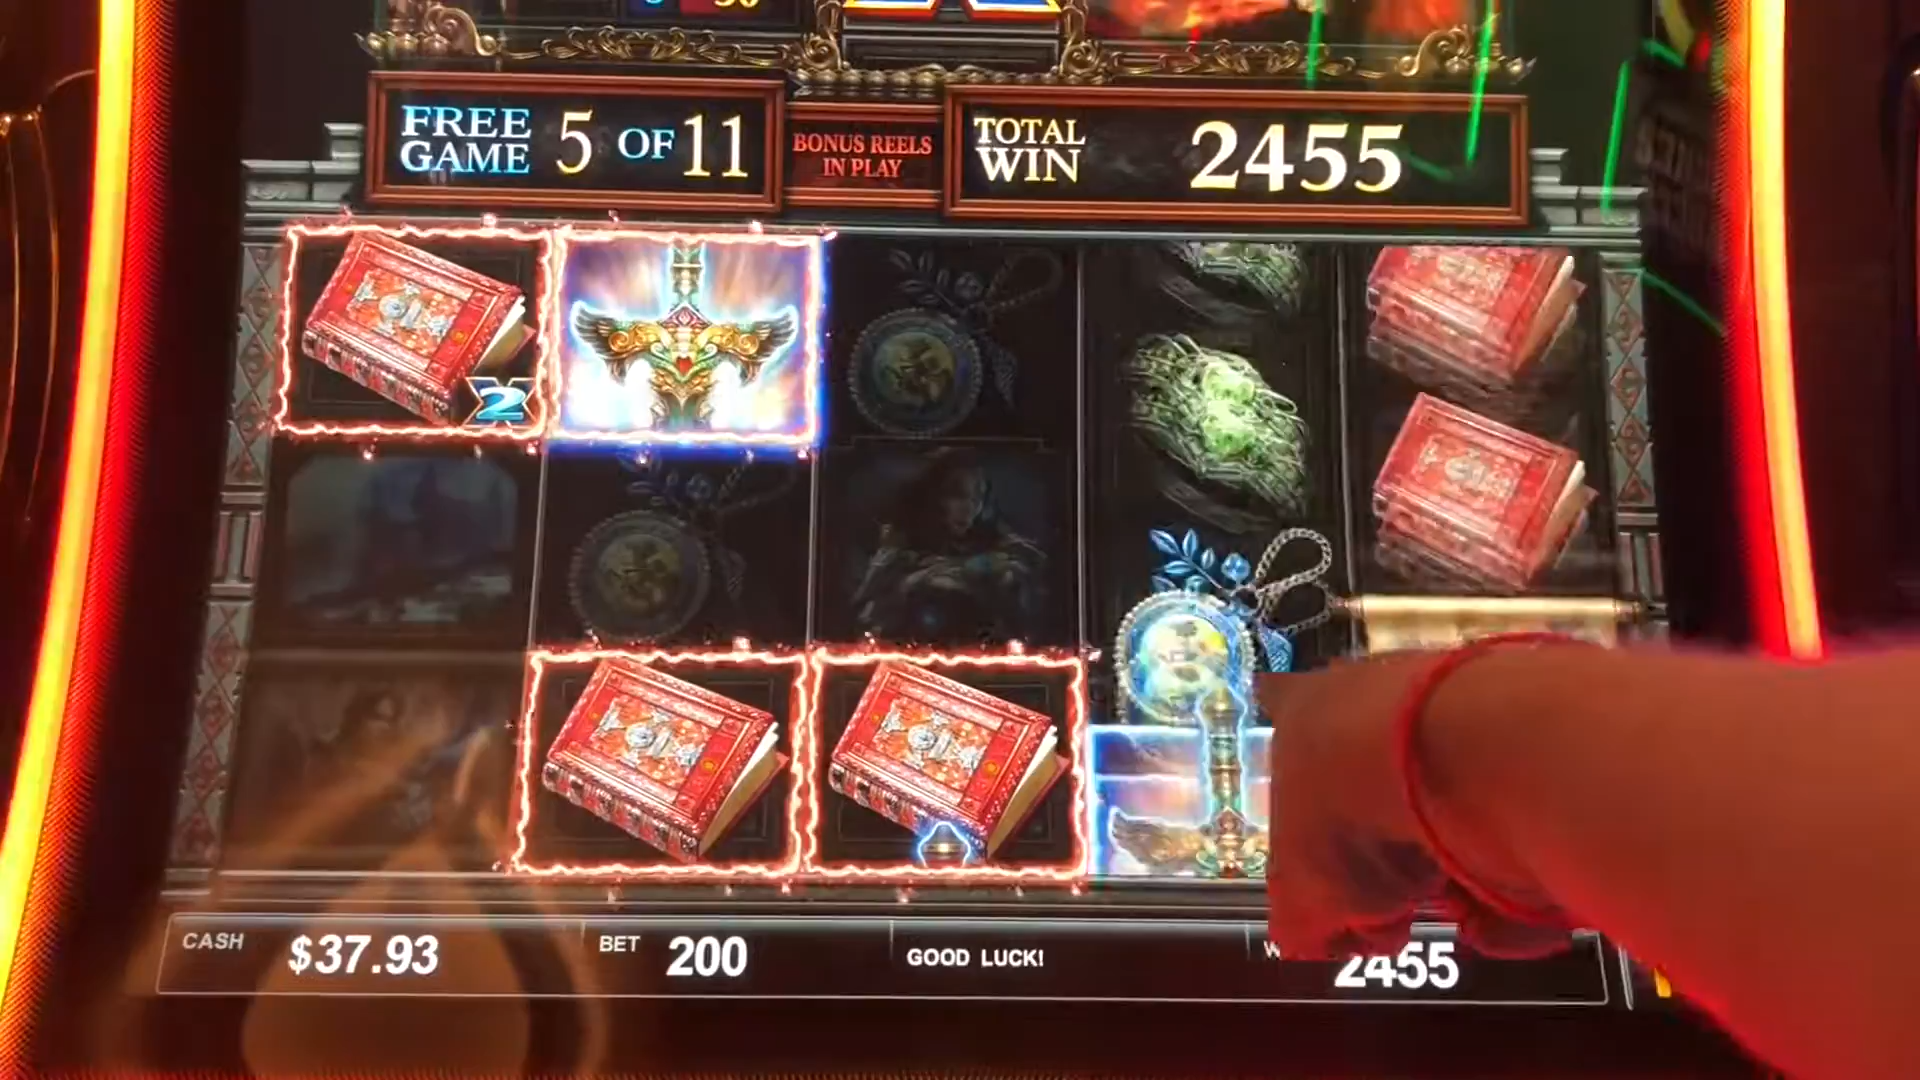 FREE GAME 5 OF 11
BONUS REELS
IN PLAY
TOTAL WIN 2455
X2
CASH $37.93
BET 200
GOOD LUCK!
2455